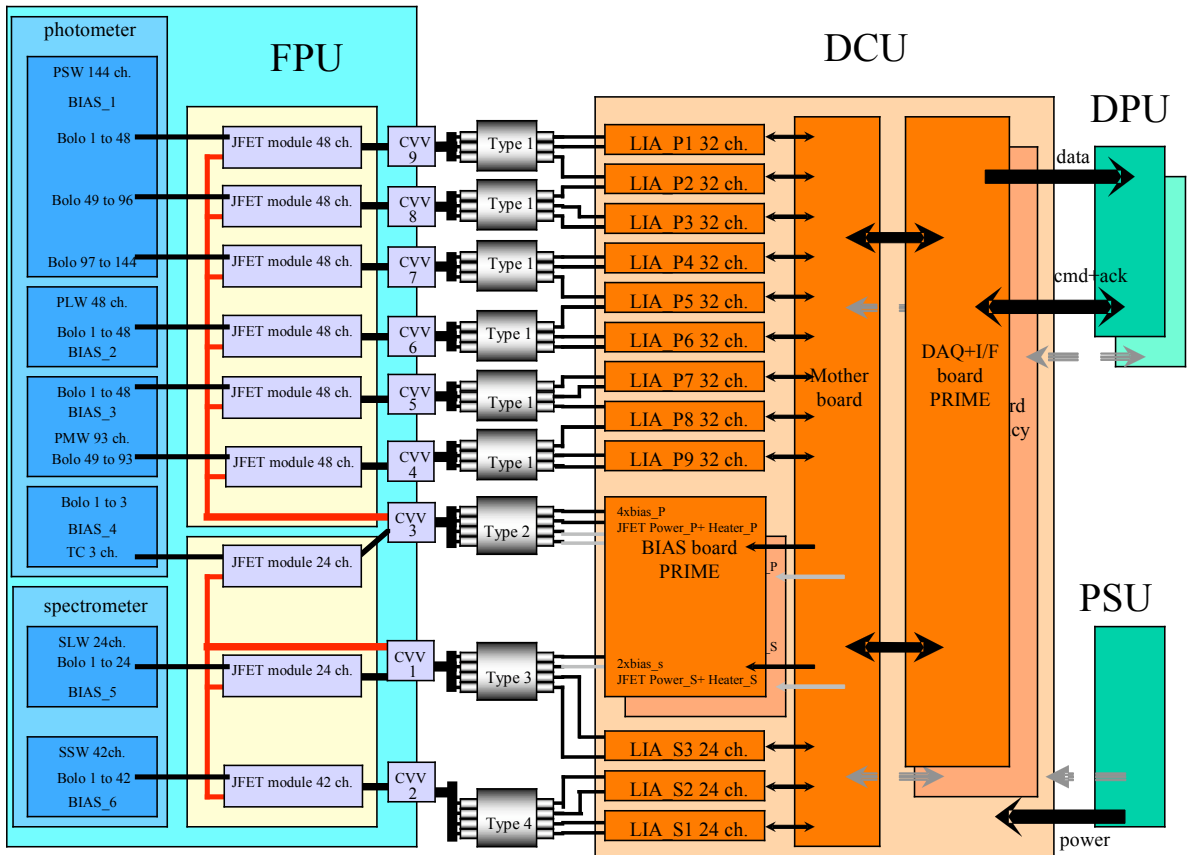 photometer
FPU
DCU
DPU
PSU
PSW 144 ch.
BIAS_1
Bolo 1 to 48
Bolo 49 to 96
Bolo 97 to 144
PLW 48 ch.
Bolo 1 to 48
BIAS_2
Bolo 1 to 48
BIAS_3
PMW 93 ch.
Bolo 49 to 93
Bolo 1 to 3
BIAS_4
TC 3 ch.
spectrometer
SLW 24ch.
Bolo 1 to 24
BIAS_5
SSW 42ch.
Bolo 1 to 42
BIAS_6
JFET module 48 ch.
JFET module 48 ch.
JFET module 48 ch.
JFET module 48 ch.
JFET module 48 ch.
JFET module 48 ch.
JFET module 24 ch.
JFET module 24 ch.
JFET module 42 ch.
CVV
9
CVV
8
CVV
7
CVV
6
CVV
5
CVV
4
CVV
3
CVV
1
CVV
2
Type 1
Type 1
Type 1
Type 1
Type 1
Type 1
Type 2
Type 3
Type 4
LIA_P1 32 ch.
LIA_P2 32 ch.
LIA_P3 32 ch.
LIA_P4 32 ch.
LIA_P5 32 ch.
LIA_P6 32 ch.
LIA_P7 32 ch.
LIA_P8 32 ch.
LIA_P9 32 ch.
4xbias_P
JFET Power_P+ Heater_P
BIAS board
PRIME
_P
_S
2xbias_s
JFET Power_S+ Heater_S
LIA_S3 24 ch.
LIA_S2 24 ch.
LIA_S1 24 ch.
Mother
board
DAQ+I/F
board
PRIME
rd
cy
data
cmd+ack
power